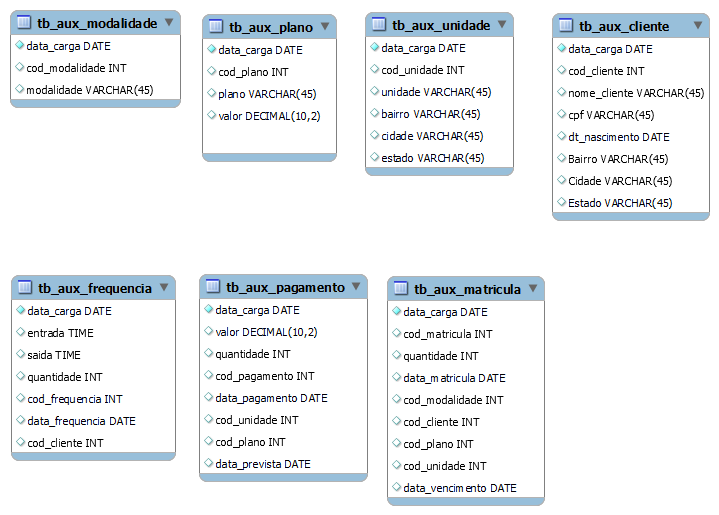 tb_aux_modalidade
data_carga DATE
cod_modalidade INT
modalidade VARCHAR(45)
tb_aux_plano
data_carga DATE
cod_plano INT
plano VARCHAR(45)
valor DECIMAL(10,2)
tb_aux_unidade
data_carga DATE
cod_unidade INT
unidade VARCHAR(45)
bairro VARCHAR(45)
cidade VARCHAR(45)
estado VARCHAR(45)
tb_aux_cliente
data_carga DATE
cod_cliente INT
nome_cliente VARCHAR(45)
cpf VARCHAR(45)
dt_nascimento DATE
Bairro VARCHAR(45)
Cidade VARCHAR(45)
Estado VARCHAR(45)
tb_aux_frequencia
data_carga DATE
entrada TIME
saida TIME
quantidade INT
cod_frequencia INT
data_frequencia DATE
cod_cliente INT
tb_aux_pagamento
data_carga DATE
valor DECIMAL(10,2)
quantidade INT
cod_pagamento INT
data_pagamento DATE
cod_unidade INT
cod_plano INT
data_prevista DATE
tb_aux_matricula
data_carga DATE
cod_matricula INT
quantidade INT
data_matricula DATE
cod_modalidade INT
cod_cliente INT
cod_plano INT
cod_unidade INT
data_vencimento DATE